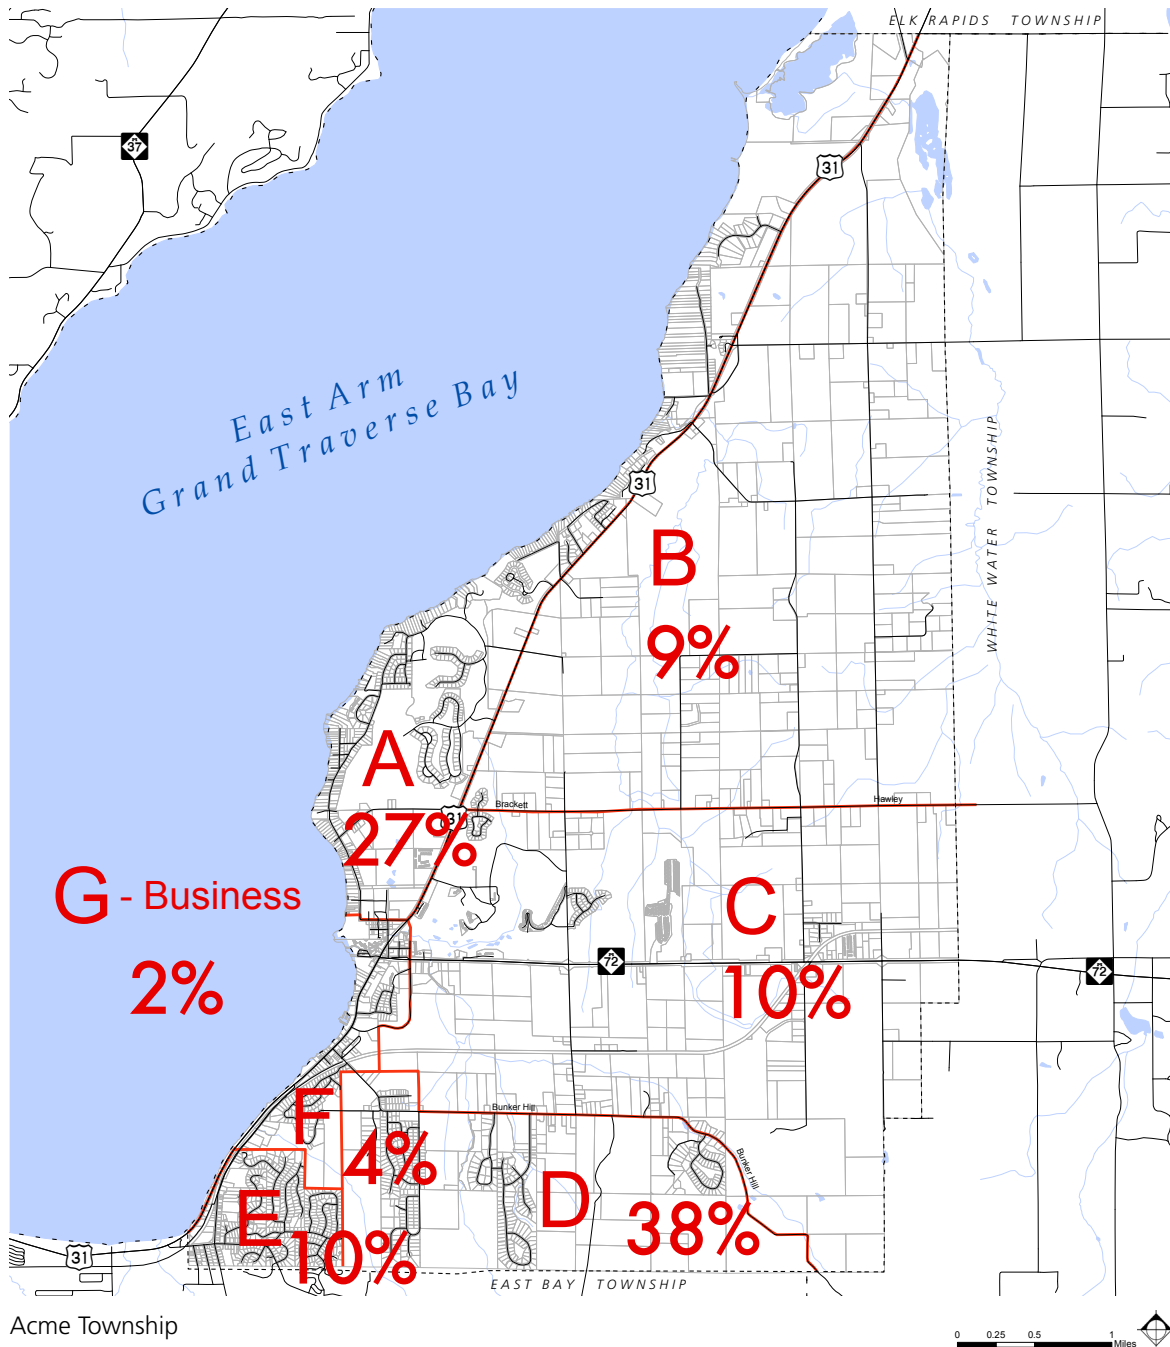 ELK RAPIDS TOWNSHIP
M
37
31
East Arm
Grand Traverse Bay
31
WHITE WATER TOWNSHIP
B
9%
A
Brackett
Hawley
31
27%
G - Business
C
M
72
M
72
2%
10%
F
Bunker Hill
4%
Bunker Hill
D
E
38%
10%
31
EAST BAY TOWNSHIP
Acme Township
0 0.25 0.5 1
Miles